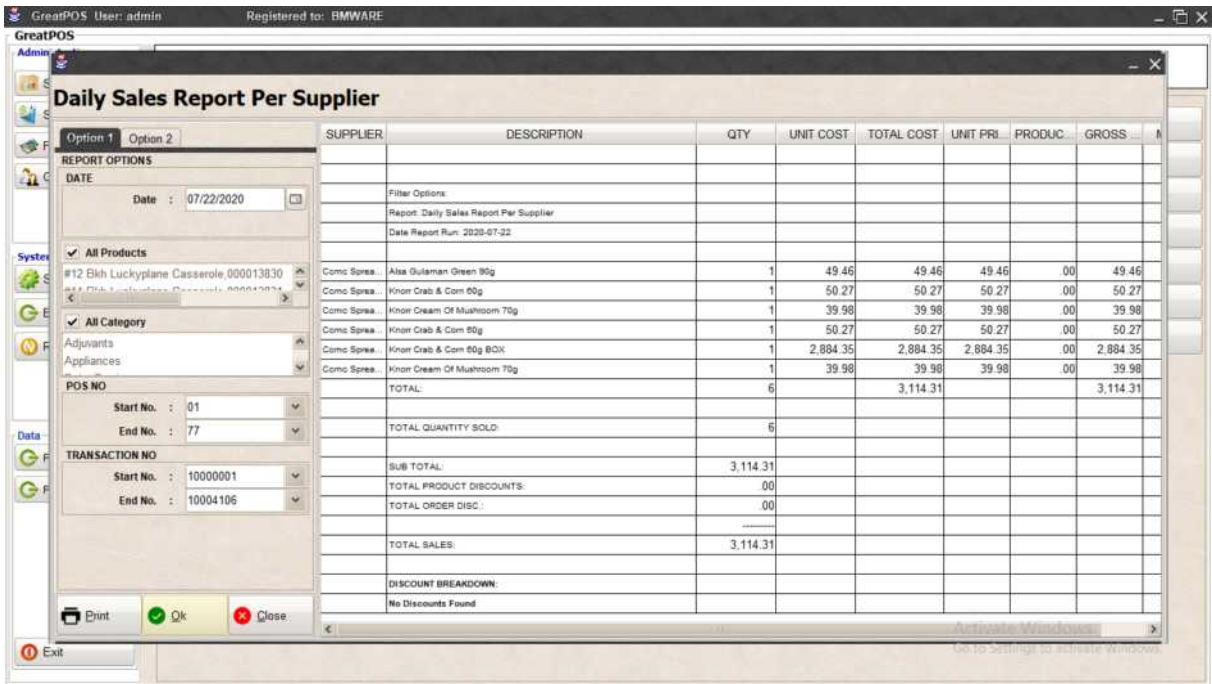 GreatPOS User: admin Registered to: BMWARE
GreatPOS
Daily Sales Report Per Supplier
Option 1 Option 2
REPORT OPTIONS
DATE
Date : 07/22/2020
All Products
#12 Bkh Luckyplane Casserole,000013830
All Category
Adjuvants
Appliances
POS NO
Start No. : 01
End No. : 77
TRANSACTION NO
Start No. : 10000001
End No. : 10004106
Print Ok Close
SUPPLIER DESCRIPTION QTY UNIT COST TOTAL COST UNIT PRI... PRODUC... GROSS ...
Filter Options:
Report: Daily Sales Report Per Supplier
Date Report Run: 2020-07-22
Como Sprea... Alsa Gulaman Green 90g 1 49.46 49.46 49.46 .00 49.46
Como Sprea... Knorr Crab & Corn 60g 1 50.27 50.27 50.27 .00 50.27
Como Sprea... Knorr Cream Of Mushroom 70g 1 39.98 39.98 39.98 .00 39.98
Como Sprea... Knorr Crab & Corn 60g 1 50.27 50.27 50.27 .00 50.27
Como Sprea... Knorr Crab & Corn 60g BOX 1 2,884.35 2,884.35 2,884.35 .00 2,884.35
Como Sprea... Knorr Cream Of Mushroom 70g 1 39.98 39.98 39.98 .00 39.98
TOTAL: 6 3,114.31 3,114.31
TOTAL QUANTITY SOLD: 6
SUB TOTAL: 3,114.31
TOTAL PRODUCT DISCOUNTS: .00
TOTAL ORDER DISC.: .00
----------
TOTAL SALES: 3,114.31
DISCOUNT BREAKDOWN:
No Discounts Found
Data
Exit
Activate Windows
Go to Settings to activate Windows.